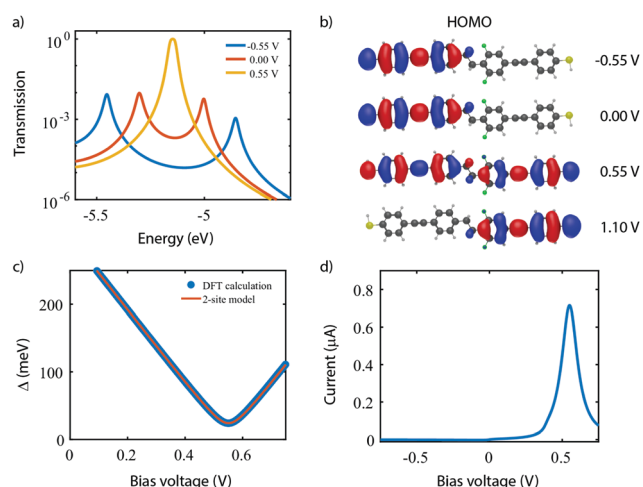 a)
Transmission
10⁰
10⁻³
10⁻⁶
-5.5
-5
Energy (eV)
-0.55 V
0.00 V
0.55 V
b)
HOMO
-0.55 V
0.00 V
0.55 V
1.10 V
c)
Δ (meV)
200
100
0
0
0.2
0.4
0.6
Bias voltage (V)
DFT calculation
2-site model
d)
Current (μA)
0.8
0.6
0.4
0.2
0
-0.5
0
0.5
Bias voltage (V)